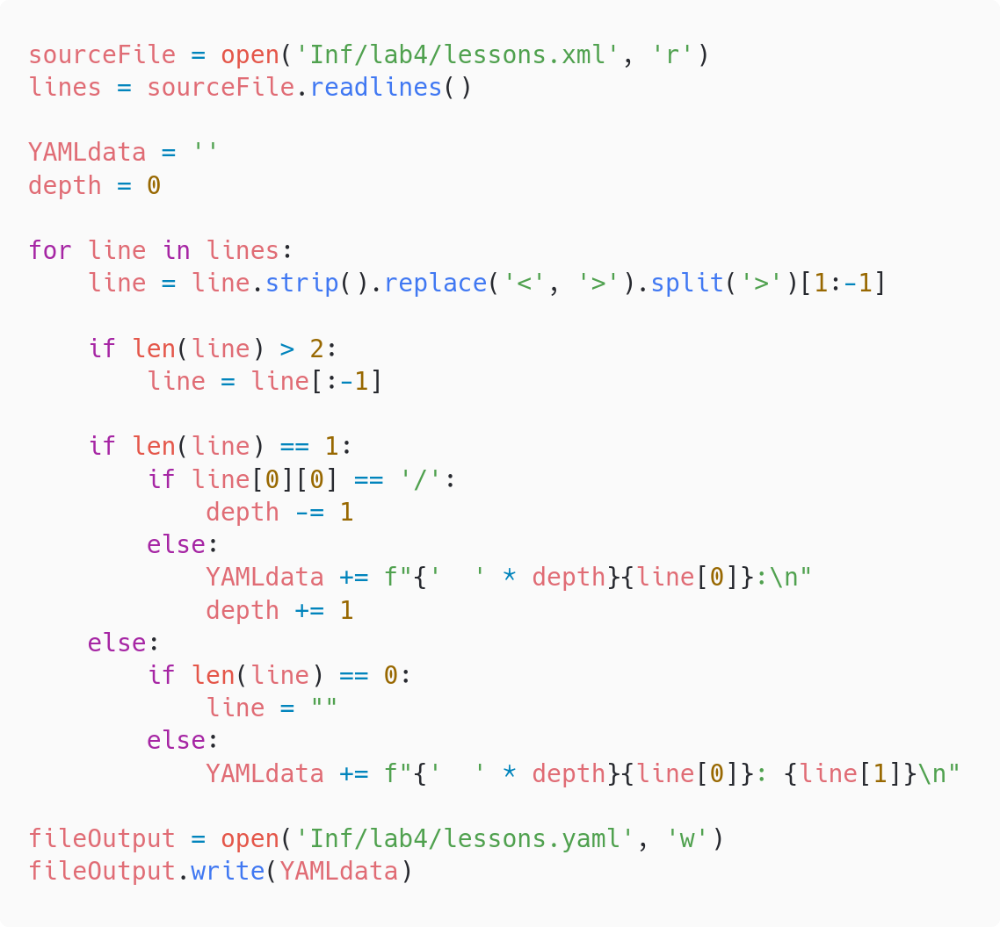 sourceFile = open('Inf/lab4/lessons.xml', 'r')
lines = sourceFile.readlines()

YAMLdata = ''
depth = 0

for line in lines:
    line = line.strip().replace('<', '>').split('>')[1:-1]

    if len(line) > 2:
        line = line[:-1]

    if len(line) == 1:
        if line[0][0] == '/':
            depth -= 1
        else:
            YAMLdata += f"{'  ' * depth}{line[0]}:\n"
            depth += 1
    else:
        if len(line) == 0:
            line = ""
        else:
            YAMLdata += f"{'  ' * depth}{line[0]}: {line[1]}\n"

fileOutput = open('Inf/lab4/lessons.yaml', 'w')
fileOutput.write(YAMLdata)